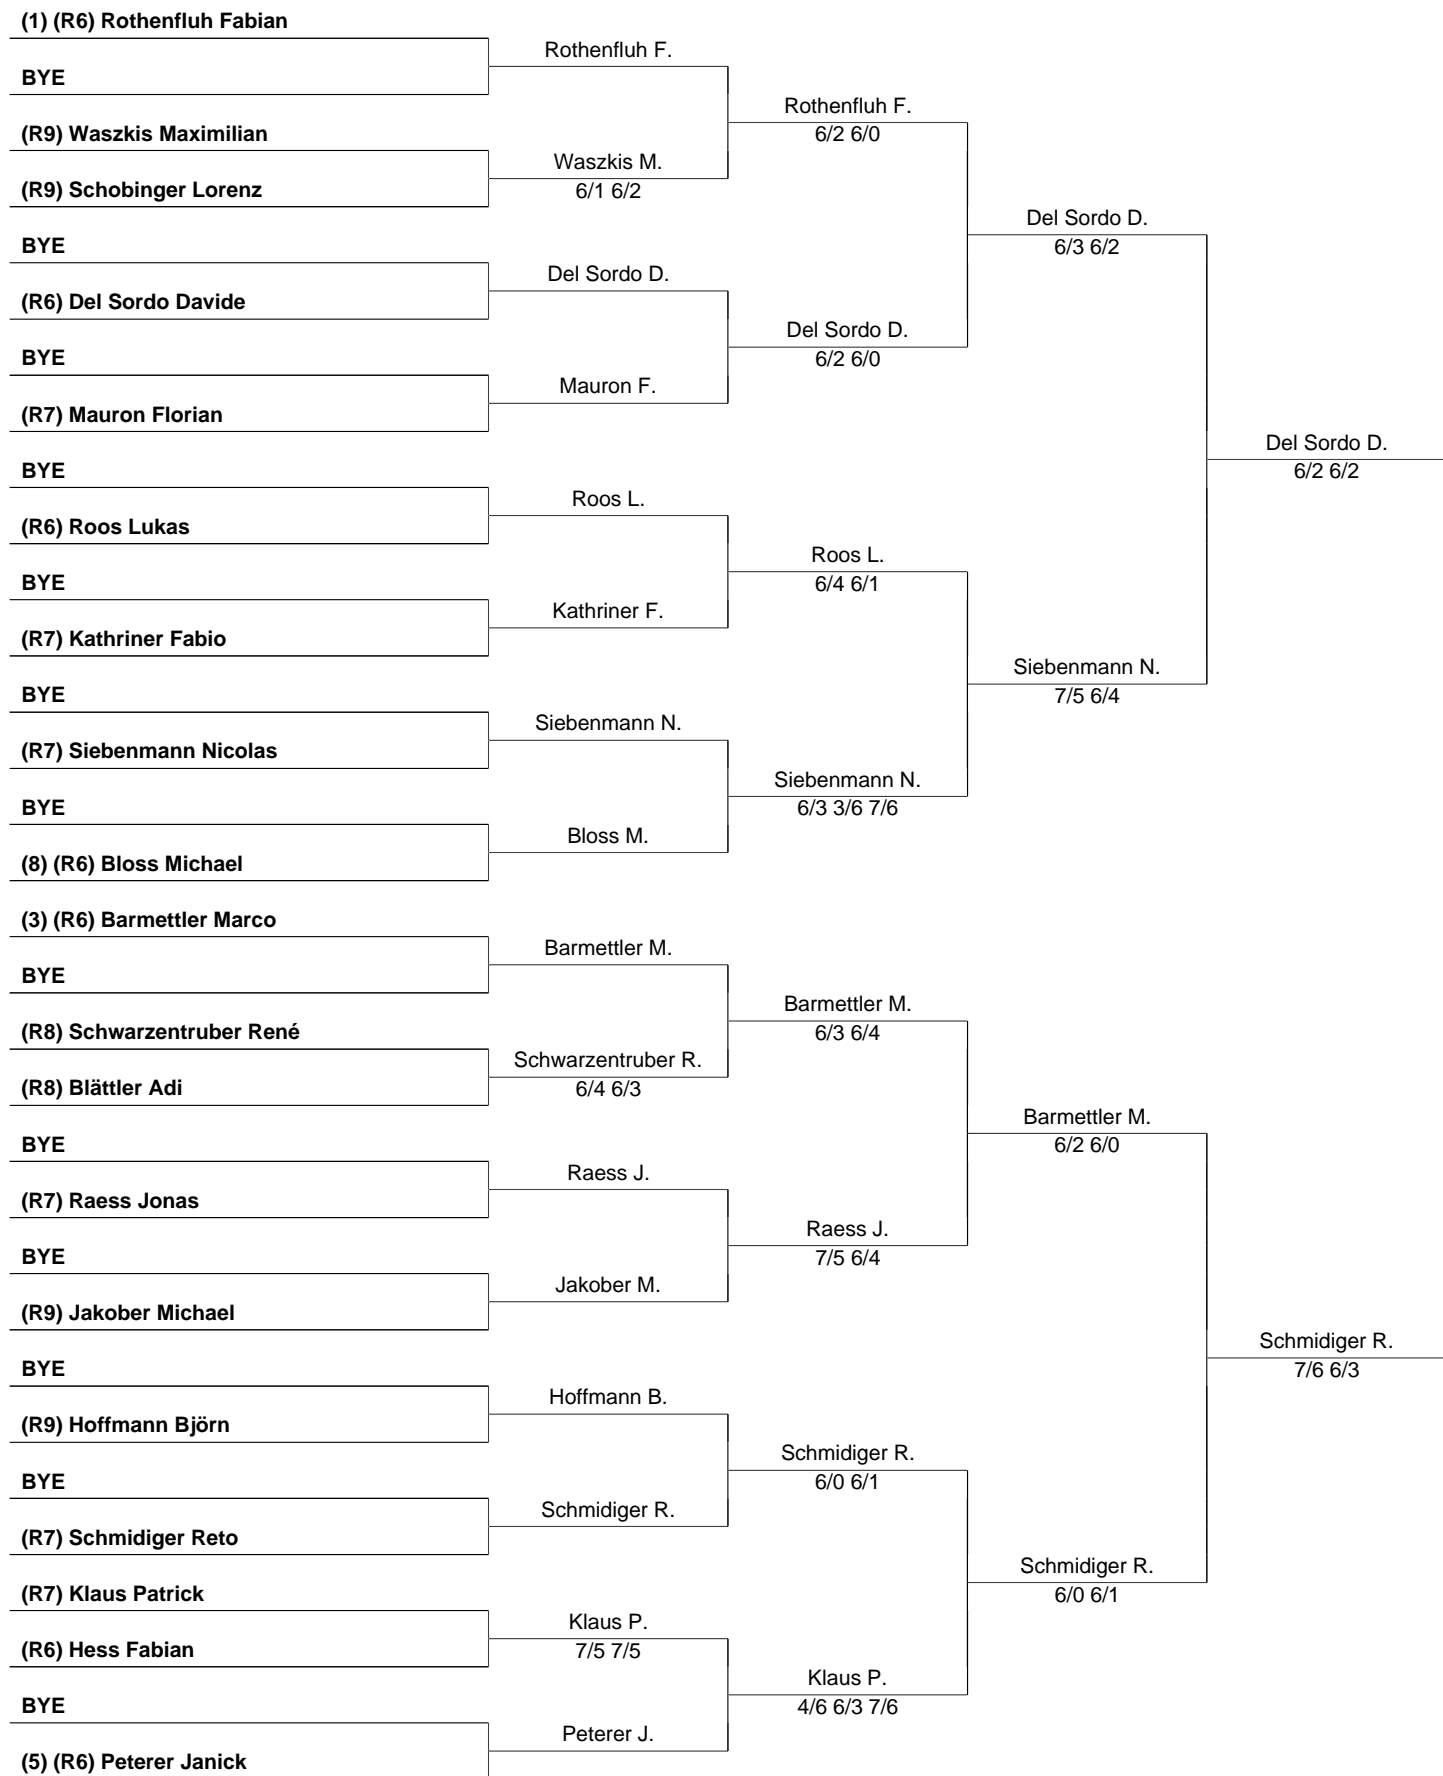 (1) (R6) Rothenfluh Fabian
BYE
(R9) Waszkis Maximilian
(R9) Schobinger Lorenz
BYE
(R6) Del Sordo Davide
BYE
(R7) Mauron Florian
BYE
(R6) Roos Lukas
BYE
(R7) Kathriner Fabio
BYE
(R7) Siebenmann Nicolas
BYE
(8) (R6) Bloss Michael
(3) (R6) Barmettler Marco
BYE
(R8) Schwarzentruber René
(R8) Blättler Adi
BYE
(R7) Raess Jonas
BYE
(R9) Jakober Michael
BYE
(R9) Hoffmann Björn
BYE
(R7) Schmidiger Reto
(R7) Klaus Patrick
(R6) Hess Fabian
BYE
(5) (R6) Peterer Janick
Rothenfluh F.
Waszkis M.
6/1 6/2
Del Sordo D.
Mauron F.
Roos L.
Kathriner F.
Siebenmann N.
Bloss M.
Barmettler M.
Schwarzentruber R.
6/4 6/3
Raess J.
Jakober M.
Hoffmann B.
Schmidiger R.
Klaus P.
7/5 7/5
Peterer J.
Rothenfluh F.
6/2 6/0
Del Sordo D.
6/2 6/0
Roos L.
6/4 6/1
Siebenmann N.
6/3 3/6 7/6
Barmettler M.
6/3 6/4
Raess J.
7/5 6/4
Schmidiger R.
6/0 6/1
Klaus P.
4/6 6/3 7/6
Del Sordo D.
6/3 6/2
Siebenmann N.
7/5 6/4
Barmettler M.
6/2 6/0
Schmidiger R.
6/0 6/1
Del Sordo D.
6/2 6/2
Schmidiger R.
7/6 6/3